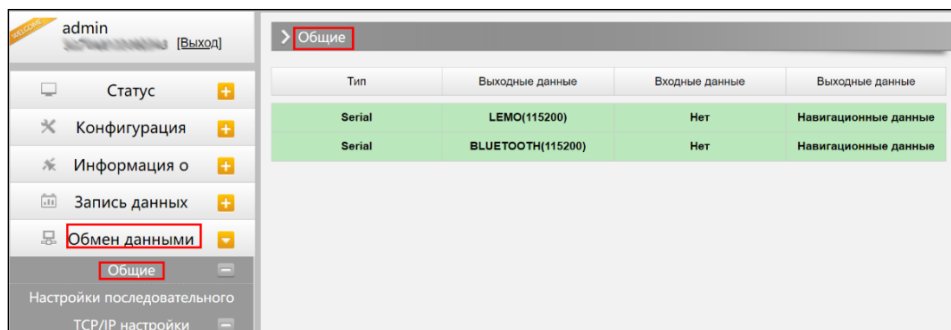 WELCOME
admin
[Выход]
Статус
Конфигурация
Информация о
Запись данных
Обмен данными
Общие
Настройки последовательного
TCP/IP настройки
Общие
Тип Выходные данные Входные данные Выходные данные
Serial LEMO(115200) Нет Навигационные данные
Serial BLUETOOTH(115200) Нет Навигационные данные